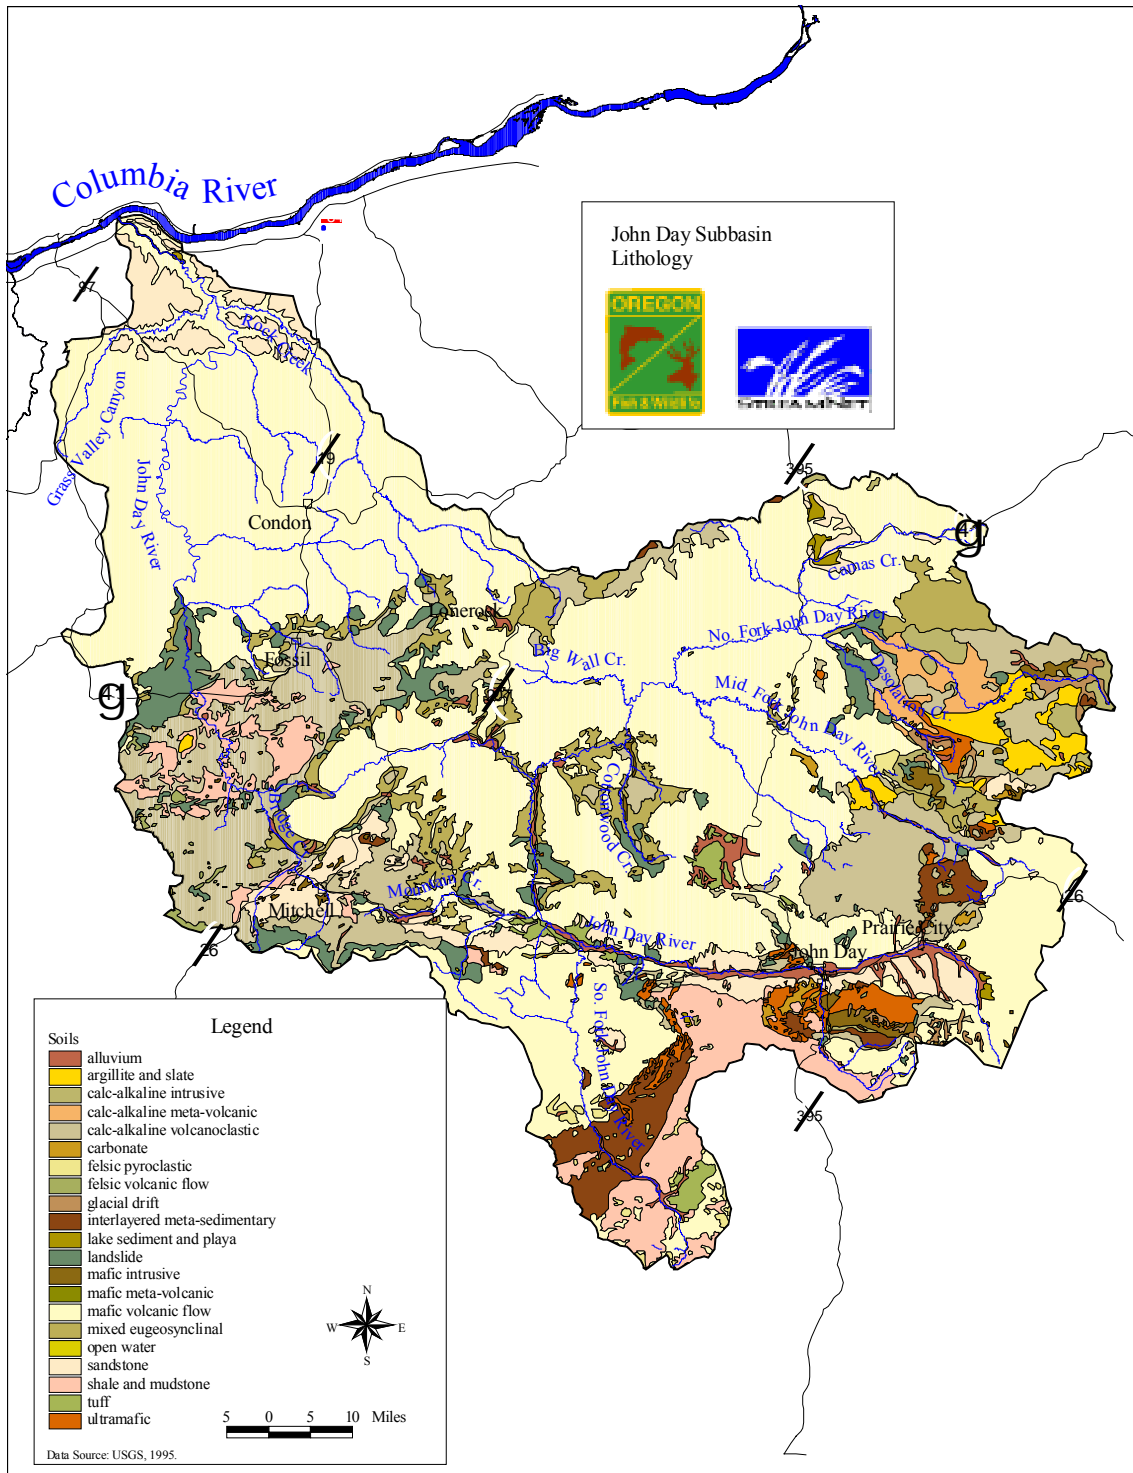 Columbia River
John Day Subbasin
Lithology
OREGON
Fish & Wildlife
STREAMNET
97
Rock Creek
Grass Valley Canyon
John Day River
19
395
Condon
Camas Cr.
Lonerock
No. Fork John Day River
Fossil
Big Wall Cr.
Desolation Cr.
Mid. Fork John Day River
Bridge Cr.
Cottonwood Cr.
Mountain Cr.
Mitchell
26
John Day River
Prairie City
John Day
26
So. Fork John Day River
395
Legend
Soils
alluvium
argillite and slate
calc-alkaline intrusive
calc-alkaline meta-volcanic
calc-alkaline volcanoclastic
carbonate
felsic pyroclastic
felsic volcanic flow
glacial drift
interlayered meta-sedimentary
lake sediment and playa
landslide
mafic intrusive
mafic meta-volcanic
mafic volcanic flow
mixed eugeosynclinal
open water
sandstone
shale and mudstone
tuff
ultramafic
N
W E
S
5 0 5 10 Miles
Data Source: USGS, 1995.